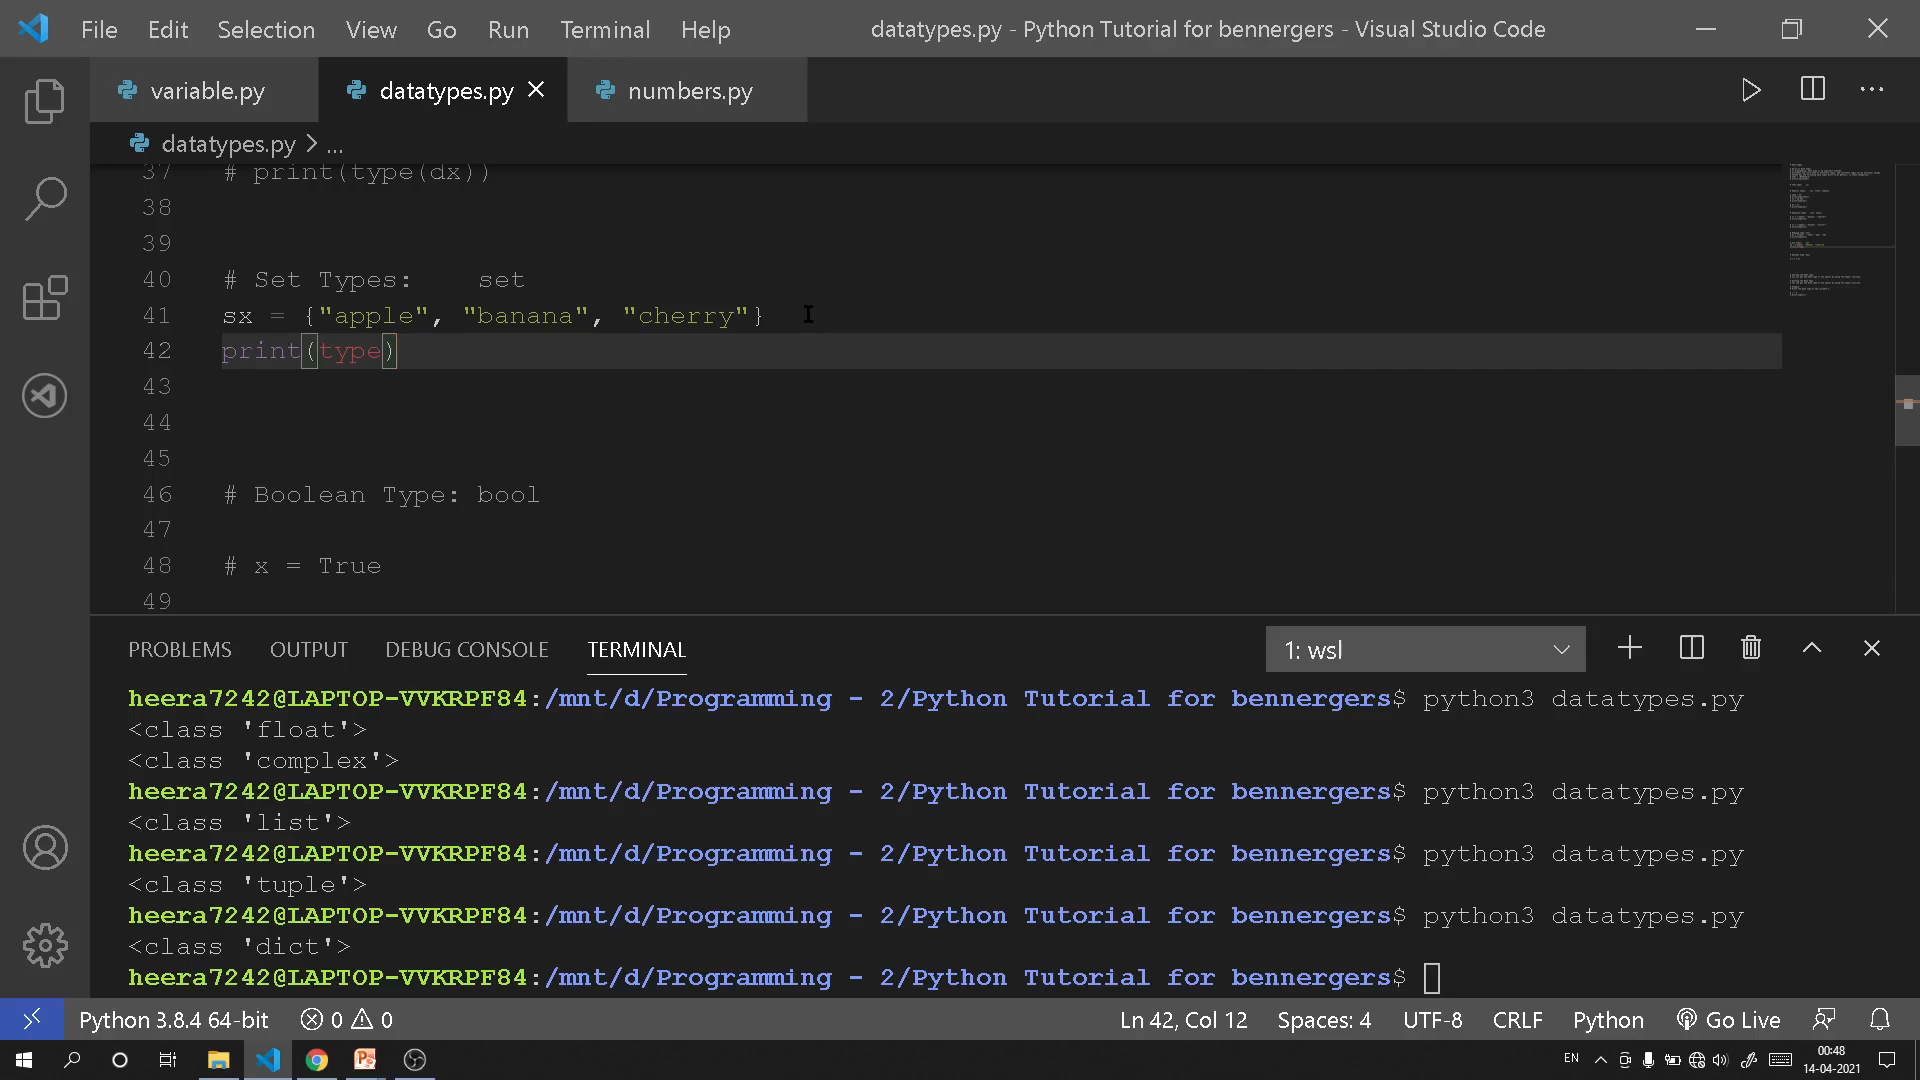 File Edit Selection View Go Run Terminal Help datatypes.py - Python Tutorial for bennergers - Visual Studio Code
variable.py datatypes.py numbers.py
datatypes.py > ...
37 # print(type(dx))
38
39
40 # Set Types: set
41 sx = {"apple", "banana", "cherry"}
42 print(type)
43
44
45
46 # Boolean Type: bool
47
48 # x = True
49
PROBLEMS OUTPUT DEBUG CONSOLE TERMINAL 1: wsl
heera7242@LAPTOP-VVKRPF84:/mnt/d/Programming - 2/Python Tutorial for bennergers$ python3 datatypes.py
<class 'float'>
<class 'complex'>
heera7242@LAPTOP-VVKRPF84:/mnt/d/Programming - 2/Python Tutorial for bennergers$ python3 datatypes.py
<class 'list'>
heera7242@LAPTOP-VVKRPF84:/mnt/d/Programming - 2/Python Tutorial for bennergers$ python3 datatypes.py
<class 'tuple'>
heera7242@LAPTOP-VVKRPF84:/mnt/d/Programming - 2/Python Tutorial for bennergers$ python3 datatypes.py
<class 'dict'>
heera7242@LAPTOP-VVKRPF84:/mnt/d/Programming - 2/Python Tutorial for bennergers$
Python 3.8.4 64-bit 0 0 Ln 42, Col 12 Spaces: 4 UTF-8 CRLF Python Go Live
EN 00:48
14-04-2021